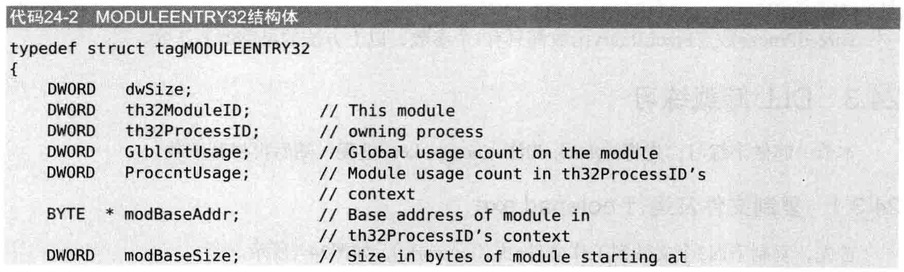 代码24-2 MODULEENTRY32结构体
typedef struct tagMODULEENTRY32
{
DWORD dwSize;
DWORD th32ModuleID; // This module
DWORD th32ProcessID; // owning process
DWORD GlblcntUsage; // Global usage count on the module
DWORD ProccntUsage; // Module usage count in th32ProcessID's
// context
BYTE * modBaseAddr; // Base address of module in
// th32ProcessID's context
DWORD modBaseSize; // Size in bytes of module starting at